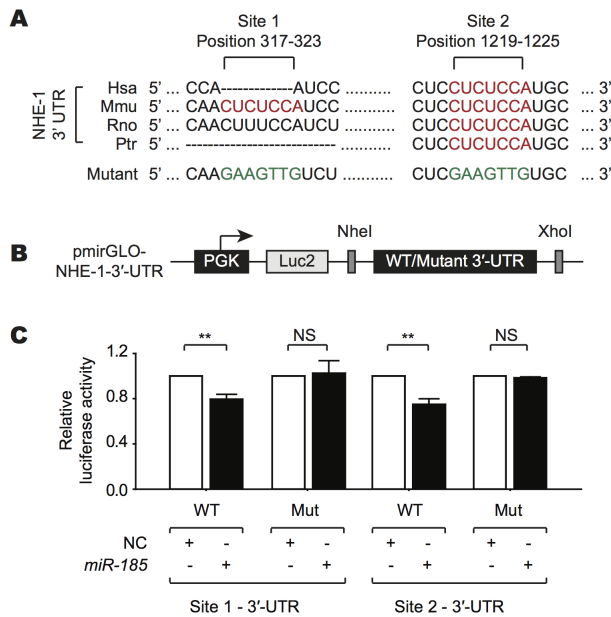 A
Site 1 Site 2
Position 317-323 Position 1219-1225
NHE-1
3' UTR
Hsa 5' ... CCA-------------AUCC .......... CUCCUCUCCAUGC ... 3'
Mmu 5' ... CAACUCUCCAUCC .......... CUCCUCUCCAUGC ... 3'
Rno 5' ... CAACUUUCCAUCU .......... CUCCUCUCCAUGC ... 3'
Ptr 5' ... --------------------------- .......... CUCCUCUCCAUGC ... 3'
Mutant 5' ... CAAGAAGTTGUCU .......... CUCGAAGTTGUGC ... 3'
B
pmirGLO-
NHE-1-3′-UTR
PGK Luc2 NheI WT/Mutant 3′-UTR XhoI
C
Relative
luciferase activity
1.2
0.8
0.4
0.0
** NS ** NS
WT Mut WT Mut
NC + - + - + - + -
miR-185 - + - + - + - +
Site 1 - 3′-UTR Site 2 - 3′-UTR